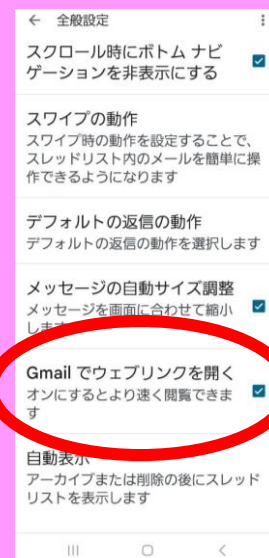 ← 全般設定
スクロール時にボトム ナビ
ゲーションを非表示にする
スワイプの動作
スワイプ時の動作を設定することで、
スレッドリスト内のメールを簡単に操
作できるようになります
デフォルトの返信の動作
デフォルトの返信の動作を選択します
メッセージの自動サイズ調整
メッセージを画面に合わせて縮小
します
Gmail でウェブリンクを開く
オンにするとより速く閲覧できま
す
自動表示
アーカイブまたは削除の後にスレッド
リストを表示します